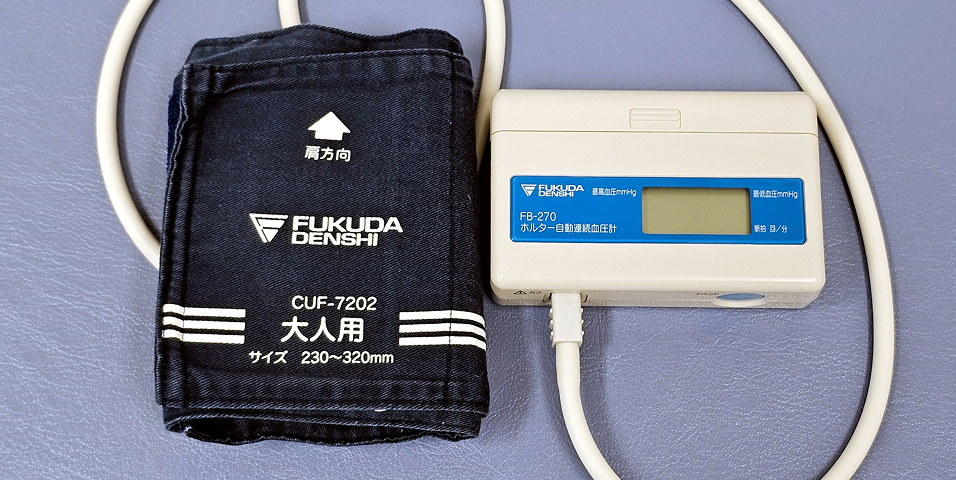 肩方向
FUKUDA
DENSHI
CUF-7202
大人用
サイズ 230～320mm
FUKUDA
DENSHI
最高血圧mmHg
最低血圧mmHg
FB-270
ホルター自動連続血圧計
脈拍 回/分